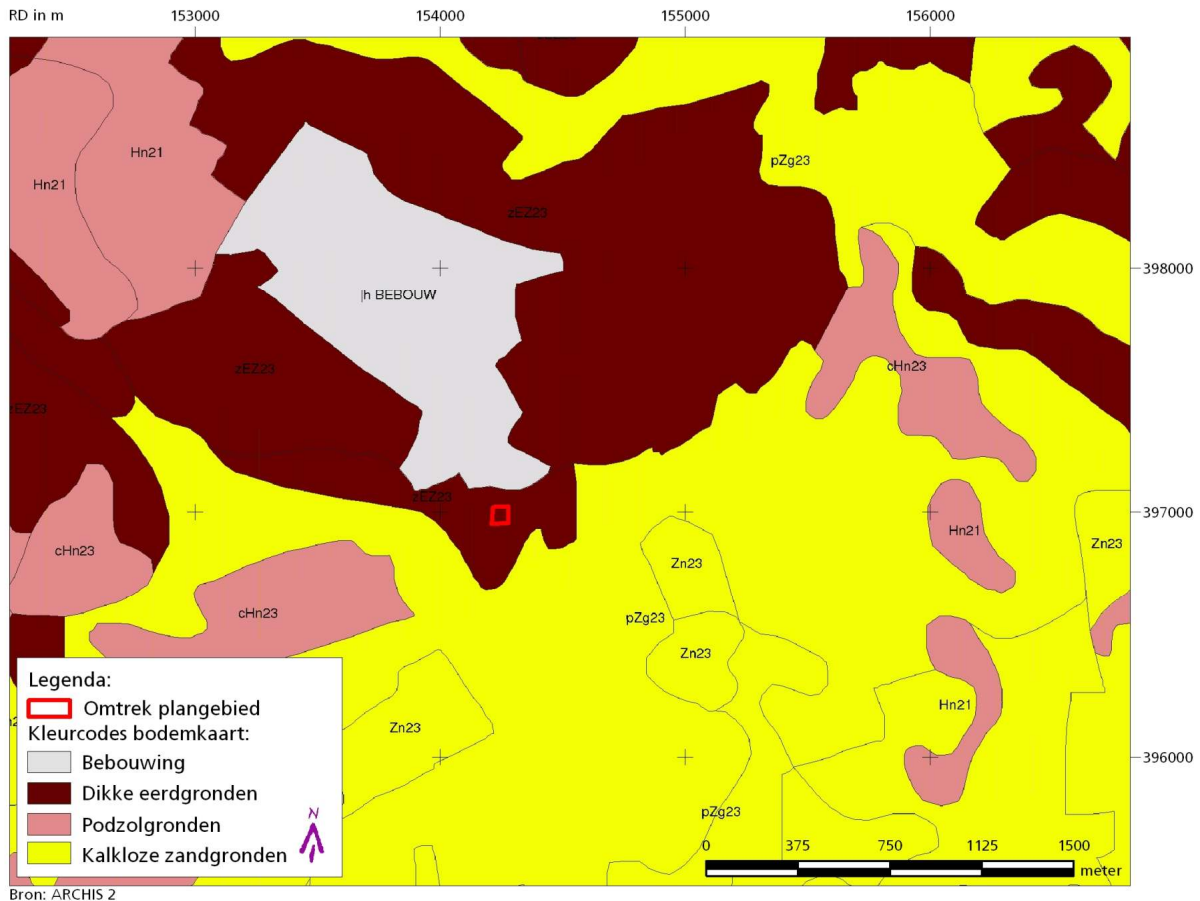 RD in m
153000
154000
155000
156000
Hn21
Hn21
pZg23
zEZ23
398000
|h BEBOUW
zEZ23
cHn23
zEZ23
zEZ23
397000
Hn21
Zn23
cHn23
Zn23
cHn23
pZg23
Zn23
Hn21
Zn23
396000
pZg23
Legenda:
Omtrek plangebied
Kleurcodes bodemkaart:
Bebouwing
Dikke eerdgronden
Podzolgronden
Kalkloze zandgronden
N
0 375 750 1125 1500
meter
Bron: ARCHIS 2